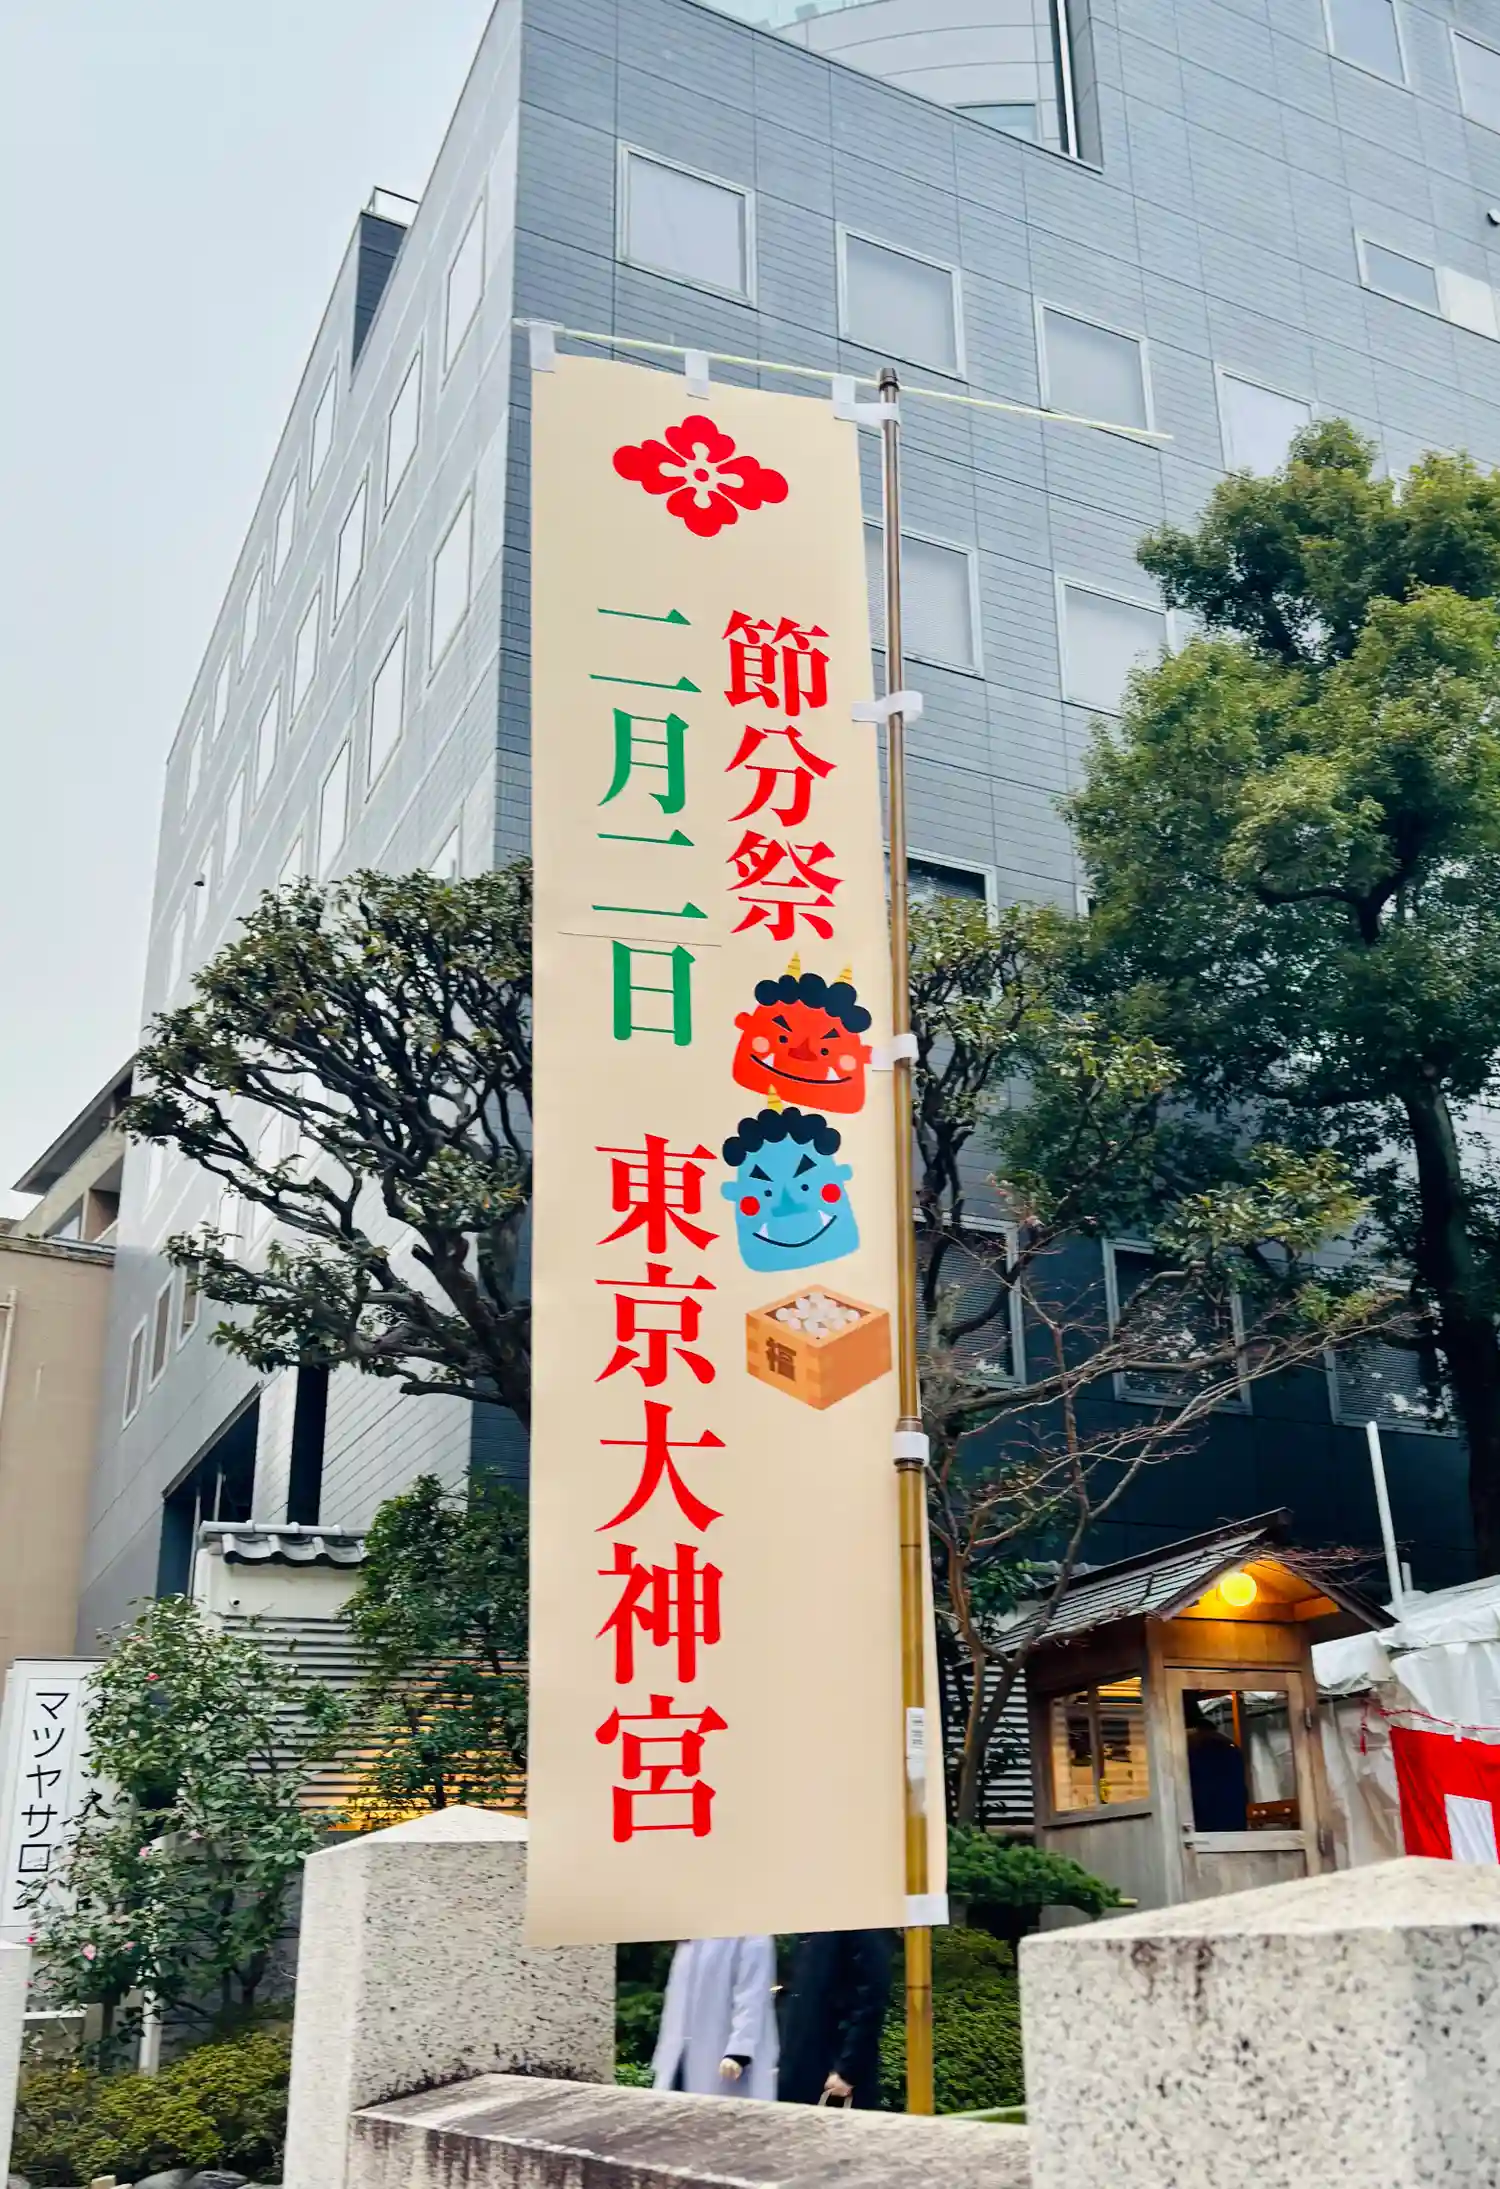 節分祭
二月二日
東京大神宮
福
マツヤサロン